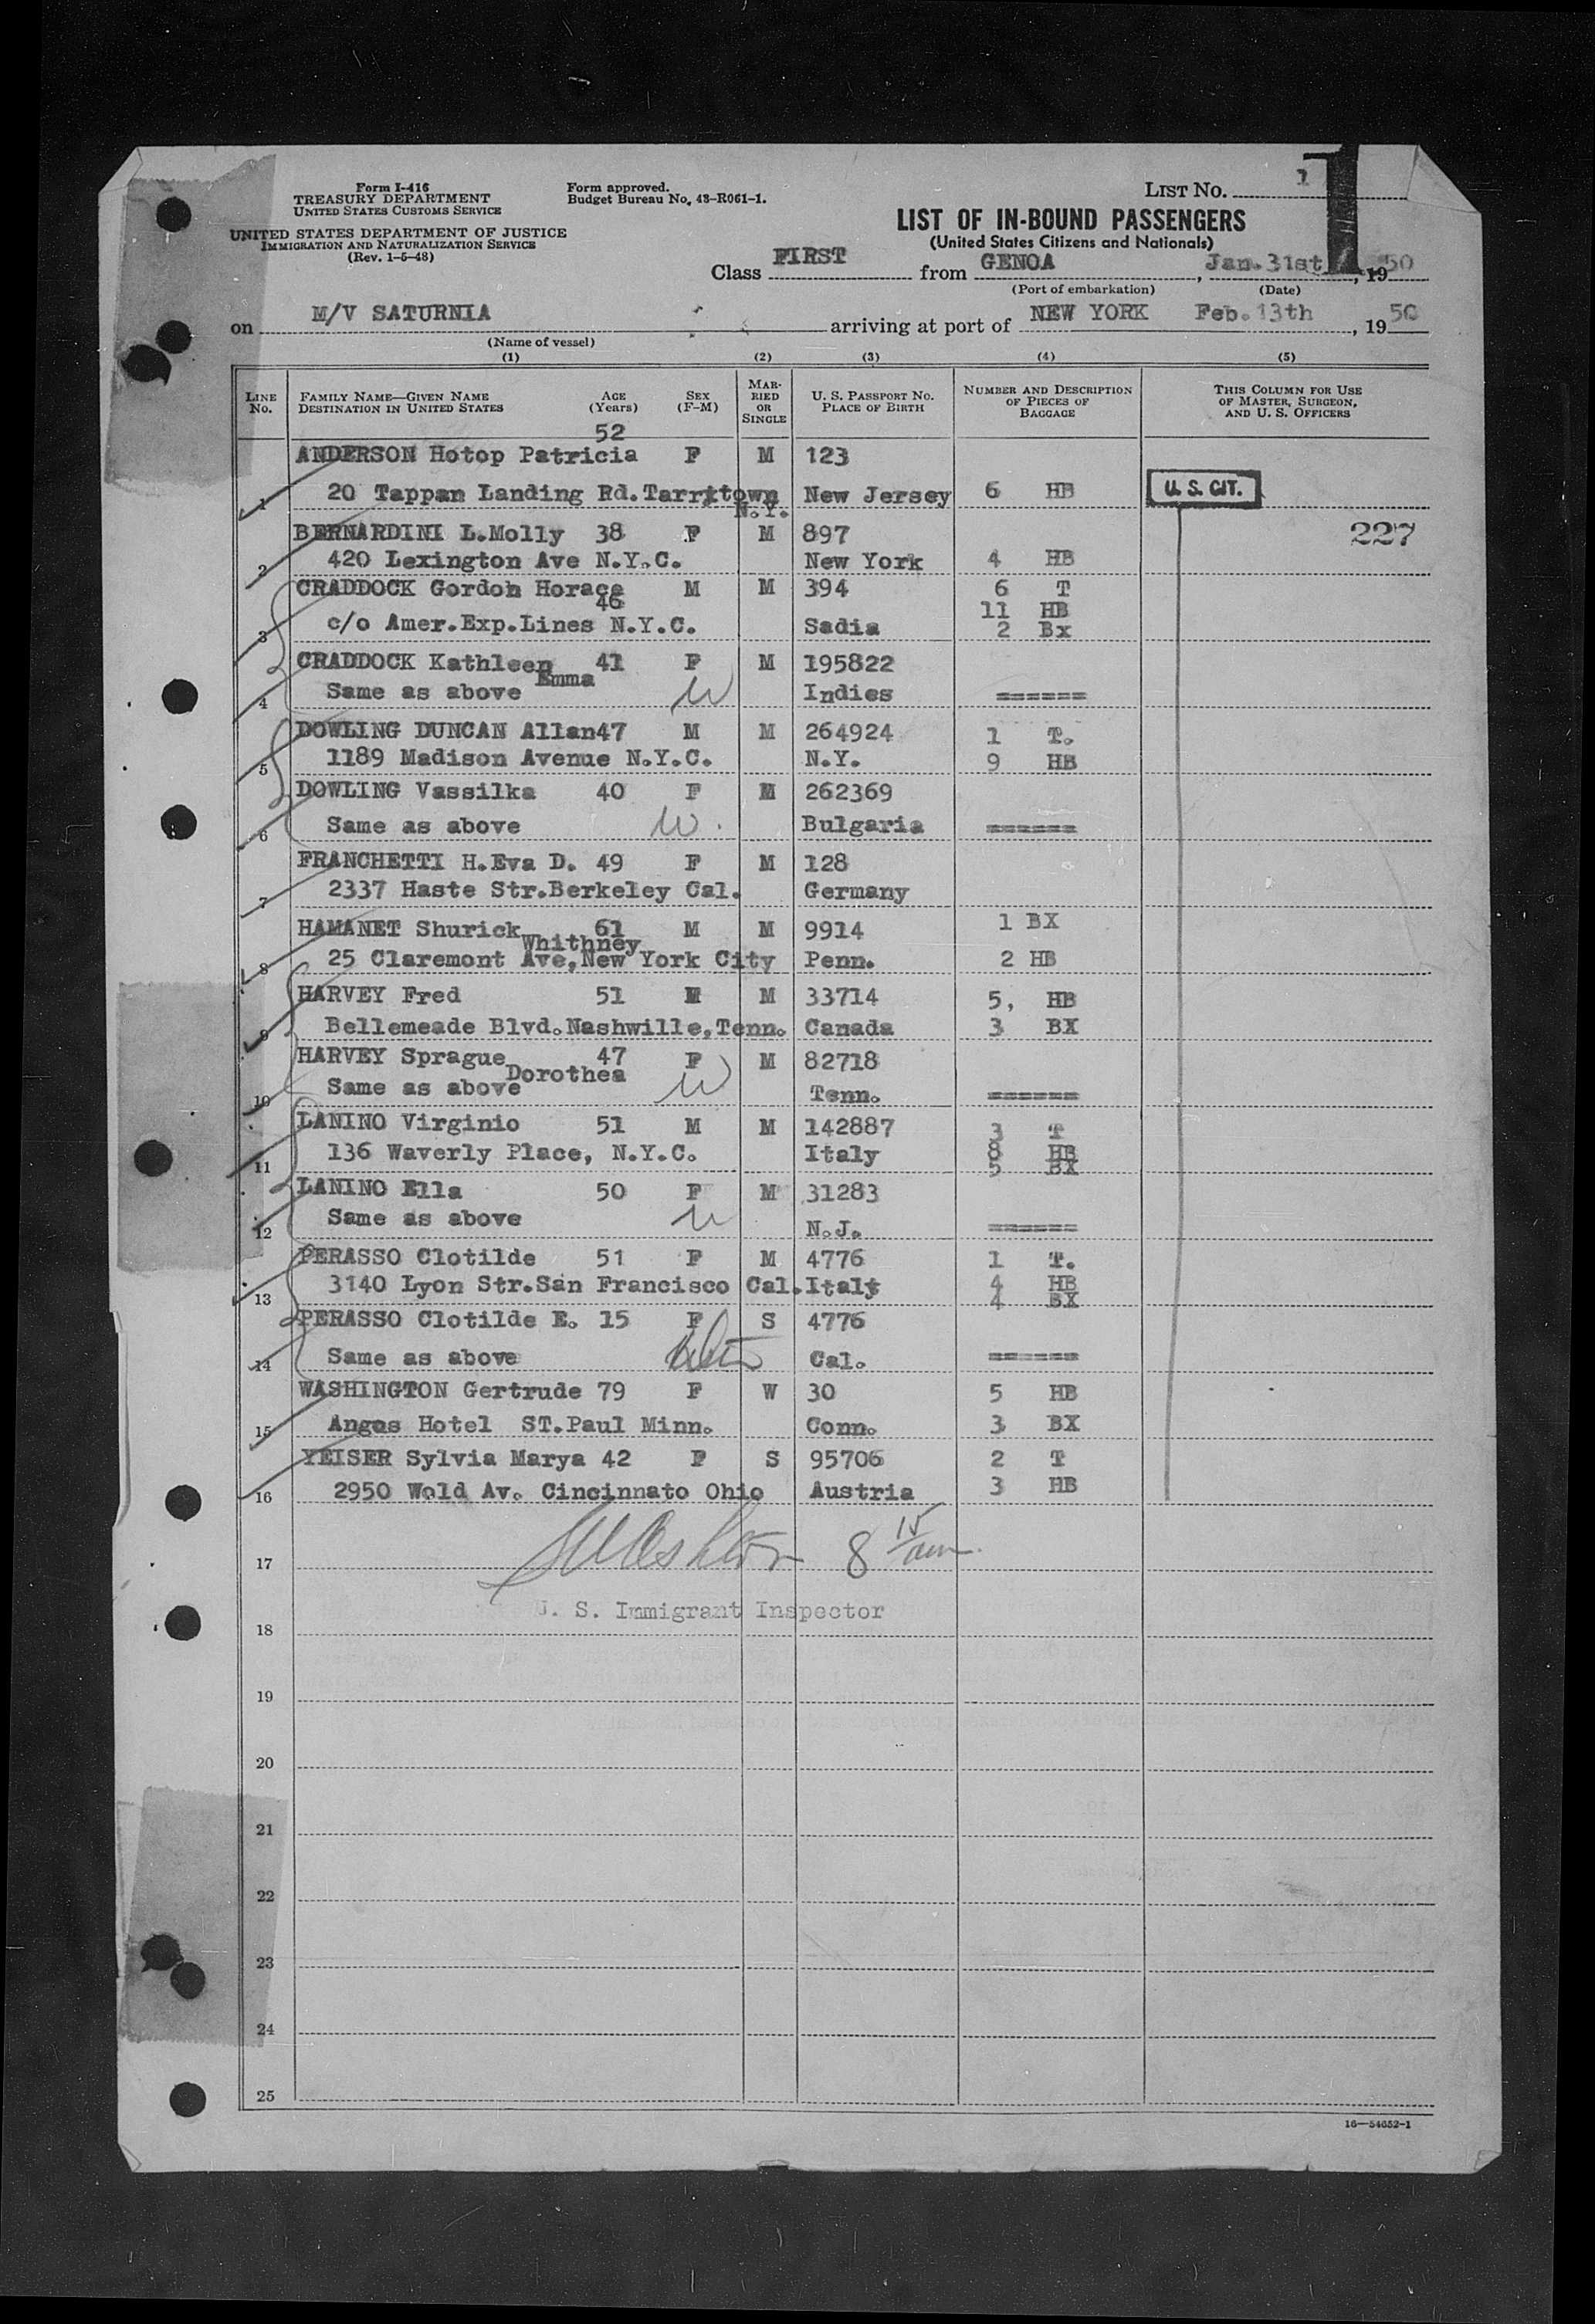 Form I-416
TREASURY DEPARTMENT
UNITED STATES CUSTOMS SERVICE
UNITED STATES DEPARTMENT OF JUSTICE
IMMIGRATION AND NATURALIZATION SERVICE
(Rev. 1-5-48)
Form approved.
Budget Bureau No. 43-R061-1.
LIST NO. 1
1
LIST OF IN-BOUND PASSENGERS
(United States Citizens and Nationals)
Class FIRST from GENOA, Jan.31st, 1950
(Port of embarkation) (Date)
on M/V SATURNIA arriving at port of NEW YORK Feb.13th, 1950
(Name of vessel)
(1) (2) (3) (4) (5)
LINE NO. FAMILY NAME—GIVEN NAME DESTINATION IN UNITED STATES AGE (Years) SEX (F-M) MARRIED OR SINGLE U. S. PASSPORT NO. PLACE OF BIRTH NUMBER AND DESCRIPTION OF PIECES OF BAGGAGE THIS COLUMN FOR USE OF MASTER, SURGEON, AND U. S. OFFICERS
52
ANDERSON Hotop Patricia F M 123
1 20 Tappan Landing Rd.Tarrytown N.Y. New Jersey 6 HB U. S. CIT.
BERNARDINI L.Molly 38 F M 897 227
2 420 Lexington Ave N.Y.C. New York 4 HB
CRADDOCK Gordon Horace 46 M M 394 6 T
11 HB
3 c/o Amer.Exp.Lines N.Y.C. Sadia 2 Bx
CRADDOCK Kathleen Emma 41 F M 195822
4 Same as above W Indies ======
DOWLING DUNCAN Allan47 M M 264924 1 T.
5 1189 Madison Avenue N.Y.C. N.Y. 9 HB
DOWLING Vassilka 40 F M 262369
6 Same as above W. Bulgaria ======
FRANCHETTI H.Eva D. 49 F M 128
7 2337 Haste Str.Berkeley Cal. Germany
HAMANET Shurick Whithney 61 M M 9914 1 BX
8 25 Claremont Ave,New York City Penn. 2 HB
HARVEY Fred 51 M M 33714 5, HB
9 Bellemeade Blvd.Nashwille,Tenn. Canada 3 BX
HARVEY Sprague Dorothea 47 F M 82718
10 Same as above W Tenn. ======
LANINO Virginio 51 M M 142887 3 T
8 HB
11 136 Waverly Place, N.Y.C. Italy 5 BX
LANINO Ella 50 F M 31283
12 Same as above W N.J. ======
PERASSO Clotilde 51 F M 4776 1 T.
4 HB
13 3140 Lyon Str.San Francisco Cal. Italy 4 BX
PERASSO Clotilde E. 15 F S 4776
14 Same as above Cal. ======
WASHINGTON Gertrude 79 F W 30 5 HB
15 Angos Hotel ST.Paul Minn. Conn. 3 BX
YEISER Sylvia Marya 42 F S 95706 2 T
16 2950 Wold Av. Cincinnato Ohio Austria 3 HB
17 8 15 am.
U. S. Immigrant Inspector
18
19
20
21
22
23
24
25
16—54652-1